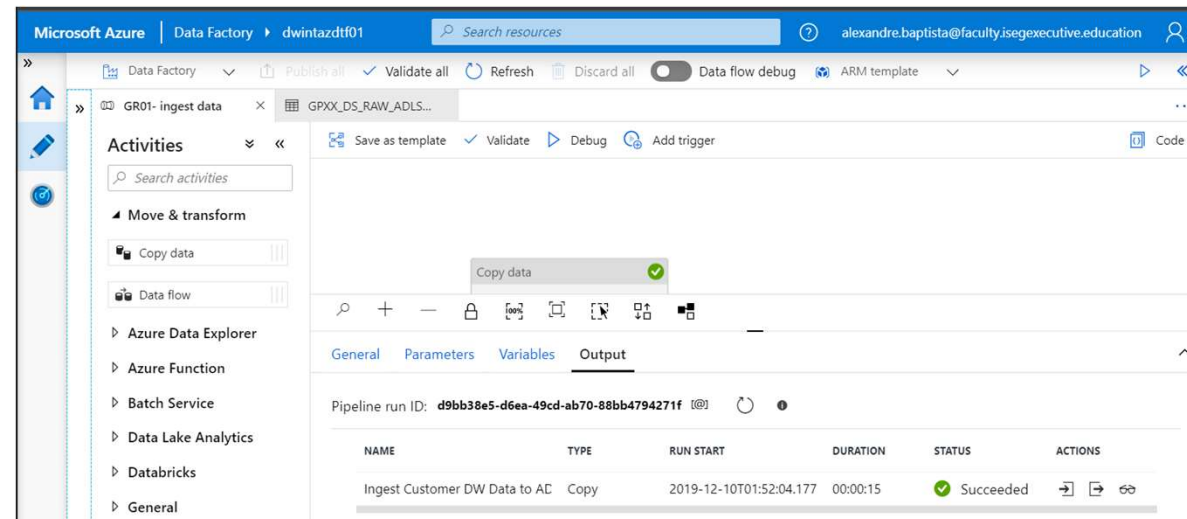 Microsoft Azure Data Factory dwintazdtf01 Search resources alexandre.baptista@faculty.isegexecutive.education
Data Factory Publish all Validate all Refresh Discard all Data flow debug ARM template
GR01- ingest data GPXX_DS_RAW_ADLS...
Activities Save as template Validate Debug Add trigger Code
Search activities
Move & transform
Copy data
Copy data
Data flow
100%
Azure Data Explorer
General Parameters Variables Output
Azure Function
Batch Service
Pipeline run ID: d9bb38e5-d6ea-49cd-ab70-88bb4794271f [@]
Data Lake Analytics
NAME TYPE RUN START DURATION STATUS ACTIONS
Databricks
Ingest Customer DW Data to AD Copy 2019-12-10T01:52:04.177 00:00:15 Succeeded
General